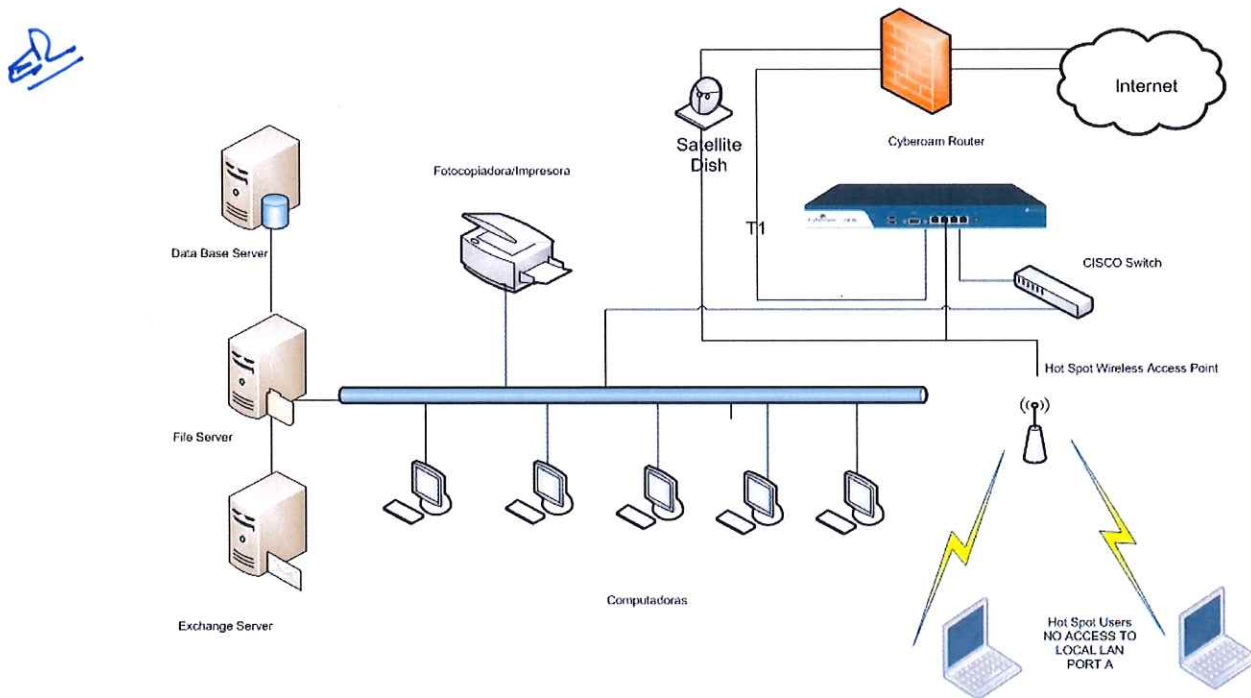 Internet
Satellite
Dish
Cyberoam Router
Fotocopiadora/Impresora
Data Base Server
T1
CISCO Switch
Hot Spot Wireless Access Point
File Server
Exchange Server
Computadoras
Hot Spot Users
NO ACCESS TO
LOCAL LAN
PORT A